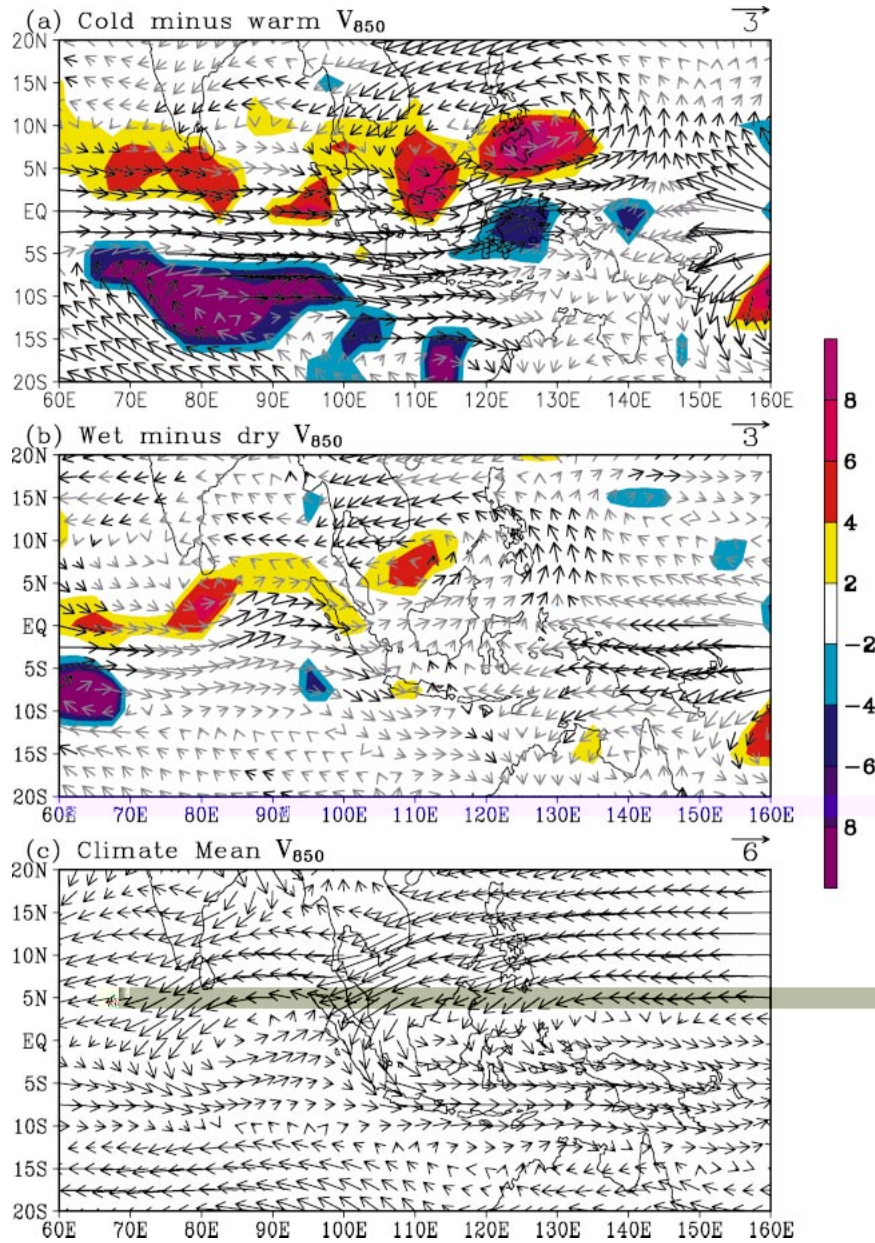 (a) Cold minus warm V850
3
20N
15N
10N
5N
EQ
5S
10S
15S
20S
60E 70E 80E 90E 100E 110E 120E 130E 140E 150E 160E
(b) Wet minus dry V850
3
20N
15N
10N
5N
EQ
5S
10S
15S
20S
60E 70E 80E 90E 100E 110E 120E 130E 140E 150E 160E
(c) Climate Mean V850
6
20N
15N
10N
5N
EQ
5S
10S
15S
20S
60E 70E 80E 90E 100E 110E 120E 130E 140E 150E 160E
8
6
4
2
-2
-4
-6
8